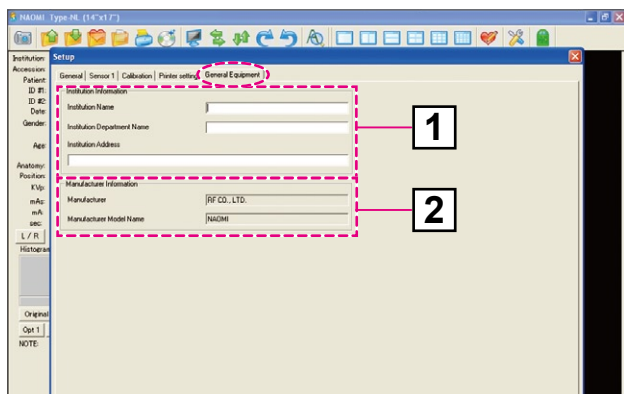 NAOMI Type-NL (14"x17")
Institution:
Accession
Patient
ID #1:
ID #2:
Date:
Gender:
Age:
Anatomy:
Position:
KVp:
mAs:
mA:
sec:
L / R
Histogram
Original
Opt 1
NOTE:
Setup
General
Sensor 1
Calibration
Printer setting
General Equipment
Institution Information
Institution Name
Institution Department Name
Institution Address
1
Manufacturer Information
Manufacturer
RF CO., LTD.
Manufacturer Model Name
NAOMI
2